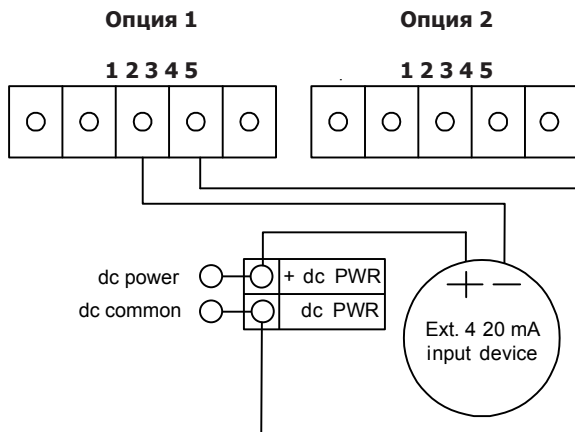 Опция 1
Опция 2
1 2 3 4 5
1 2 3 4 5
dc power
+ dc PWR
dc common
dc PWR
+ −
Ext. 4 20 mA
input device